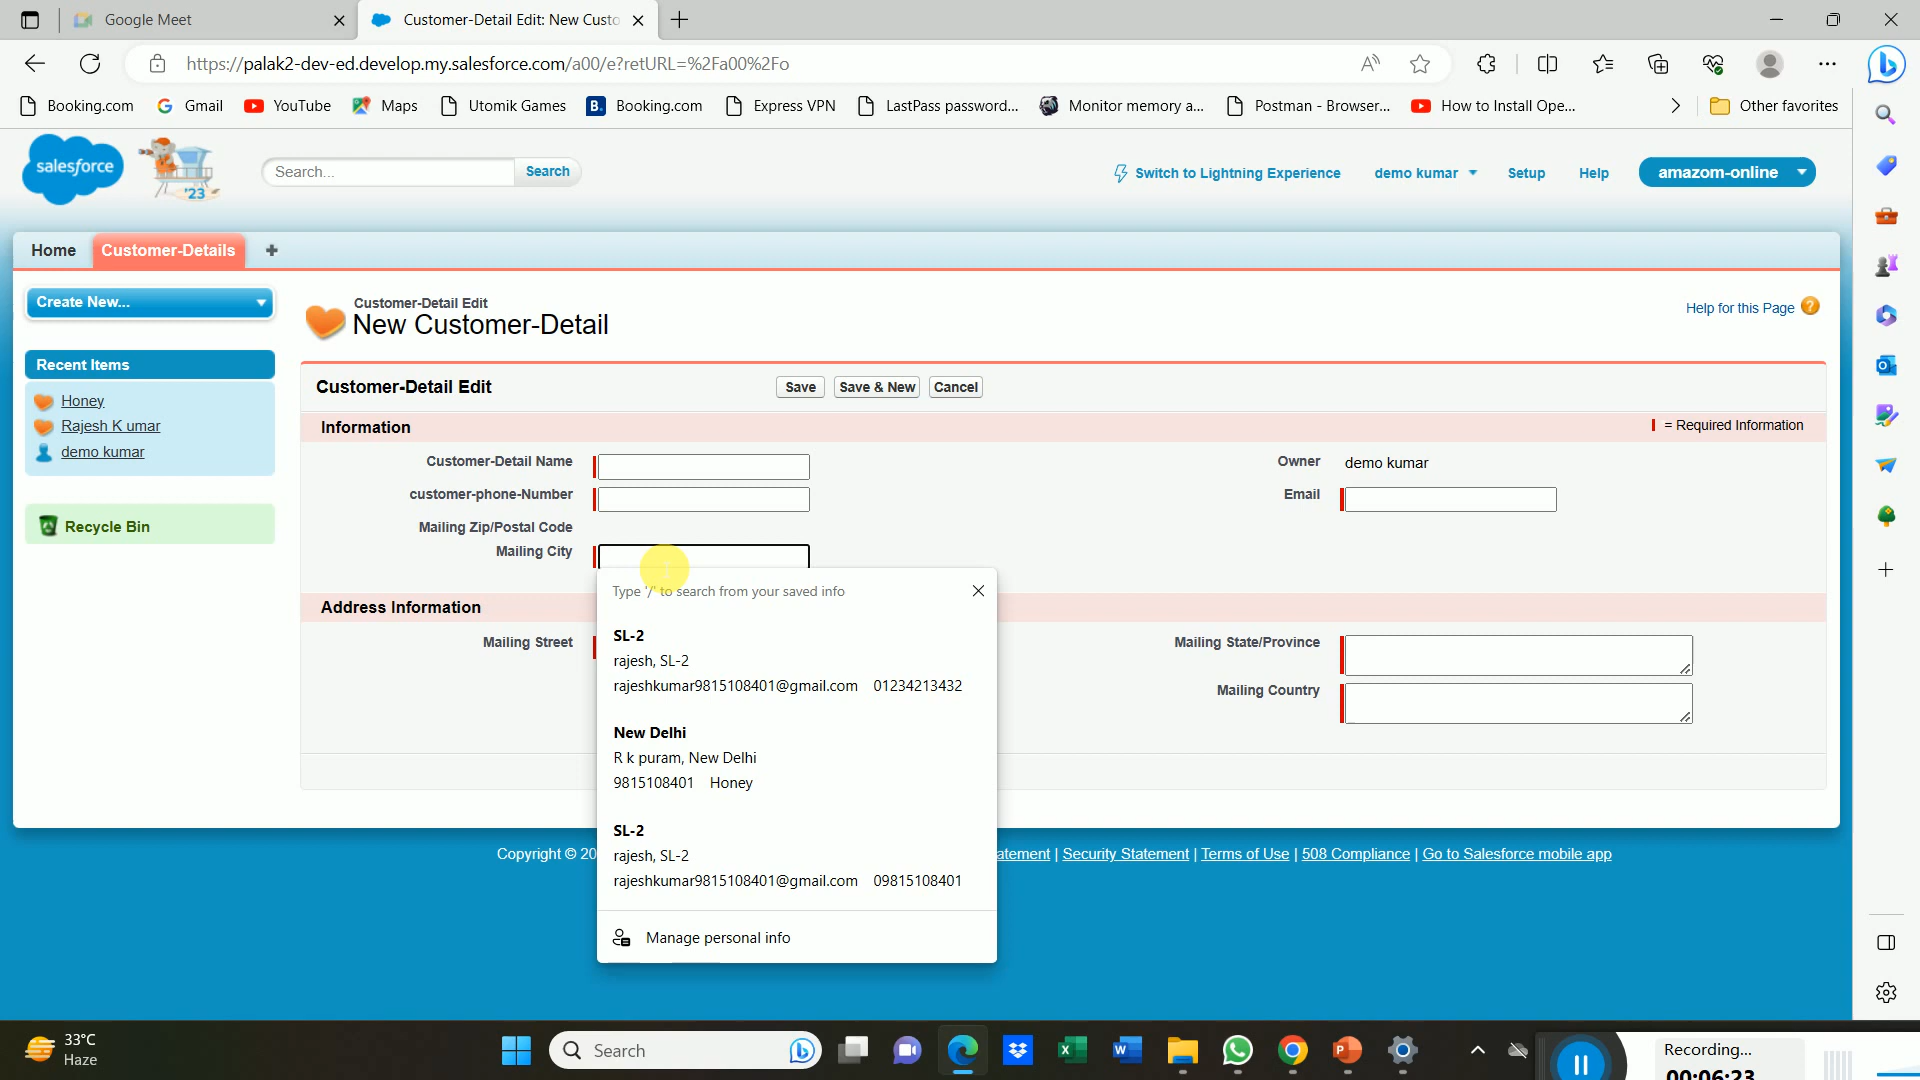 Google Meet
Customer-Detail Edit: New Custo
https://palak2-dev-ed.develop.my.salesforce.com/a00/e?retURL=%2Fa00%2Fo
Booking.com
Gmail
YouTube
Maps
Utomik Games
Booking.com
Express VPN
LastPass password...
Monitor memory a...
Postman - Browser...
How to Install Ope...
Other favorites
salesforce
'23
Search...
Search
Switch to Lightning Experience
demo kumar
Setup
Help
amazom-online
Home
Customer-Details
Create New...
Customer-Detail Edit
New Customer-Detail
Help for this Page
Recent Items
Honey
Rajesh K umar
demo kumar
Recycle Bin
Customer-Detail Edit
Save
Save & New
Cancel
Information
= Required Information
Customer-Detail Name
Owner
demo kumar
customer-phone-Number
Email
Mailing Zip/Postal Code
Mailing City
Type '/' to search from your saved info
Address Information
Mailing Street
Mailing State/Province
Mailing Country
SL-2
rajesh, SL-2
rajeshkumar9815108401@gmail.com 01234213432
New Delhi
R k puram, New Delhi
9815108401 Honey
SL-2
rajesh, SL-2
rajeshkumar9815108401@gmail.com 09815108401
Manage personal info
Copyright © 20
atement | Security Statement | Terms of Use | 508 Compliance | Go to Salesforce mobile app
33°C
Haze
Search
Recording...
00:06:23